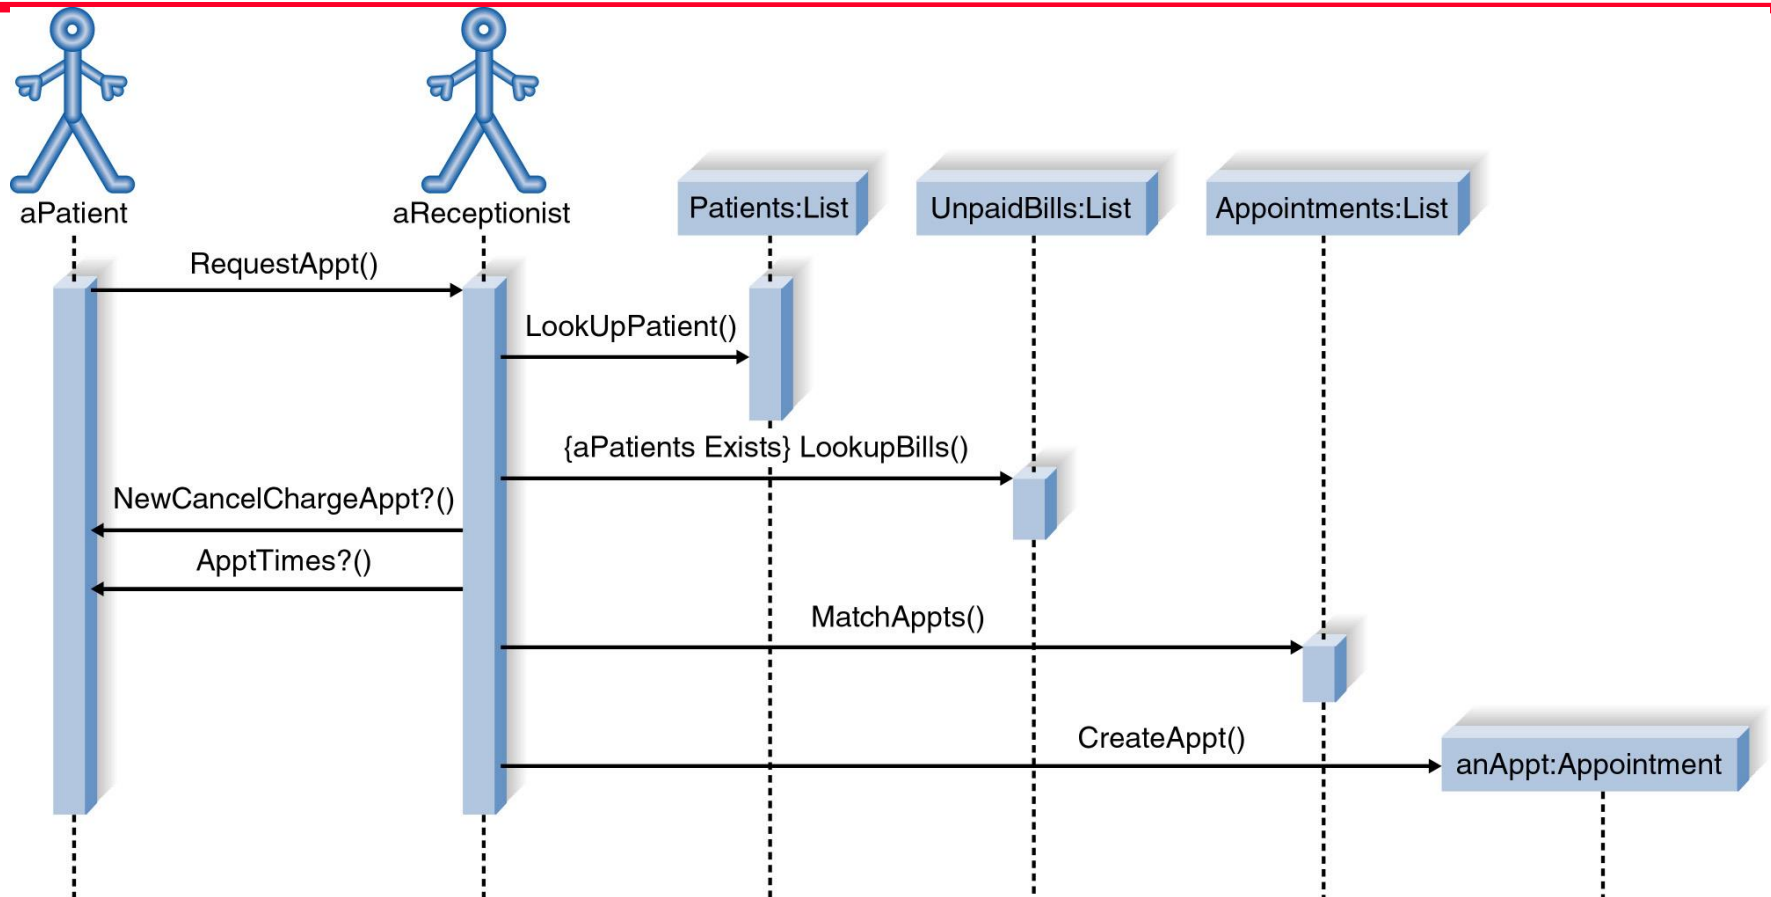 aPatient
aReceptionist
Patients:List
UnpaidBills:List
Appointments:List
RequestAppt()
LookUpPatient()
{aPatients Exists} LookupBills()
NewCancelChargeAppt?()
ApptTimes?()
MatchAppts()
CreateAppt()
anAppt:Appointment